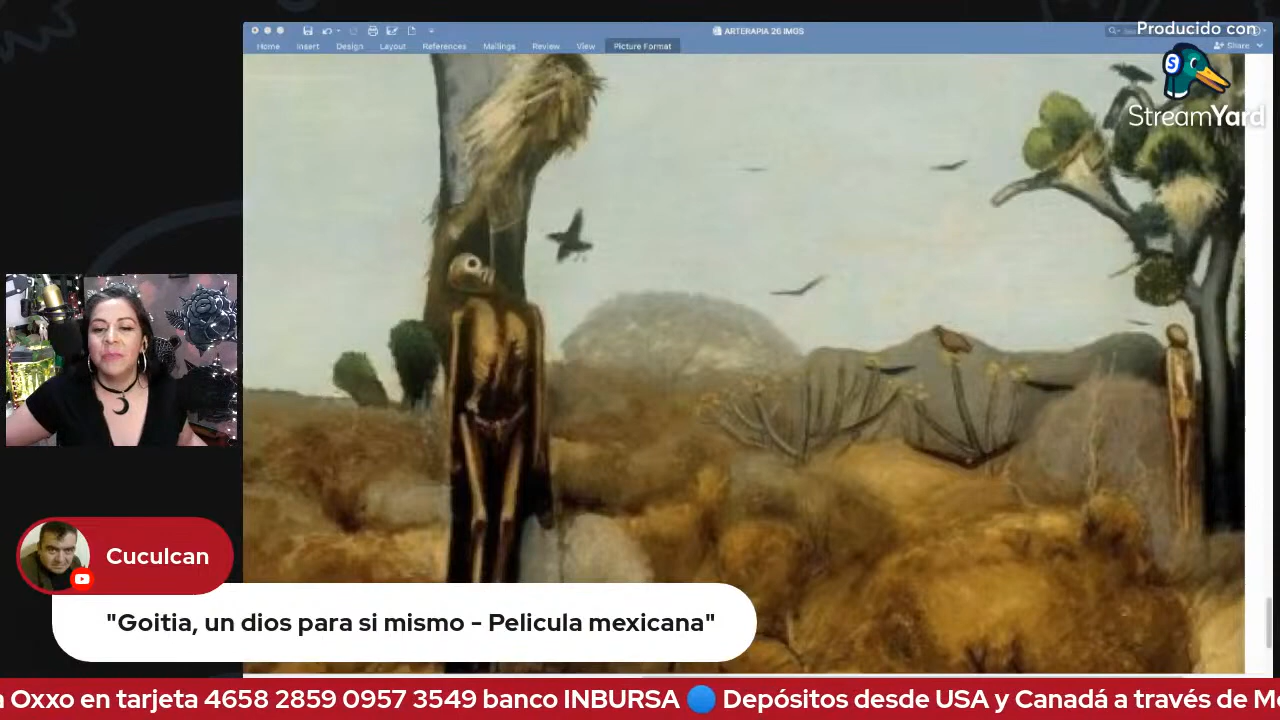 ARTERAPIA 26 IMGS
Home Insert Design Layout References Mailings Review View Picture Format
Share
Producido con
S
StreamYard
Cuculcan
"Goitia, un dios para si mismo - Pelicula mexicana"
a Oxxo en tarjeta 4658 2859 0957 3549 banco INBURSA 🔵 Depósitos desde USA y Canadá a través de M